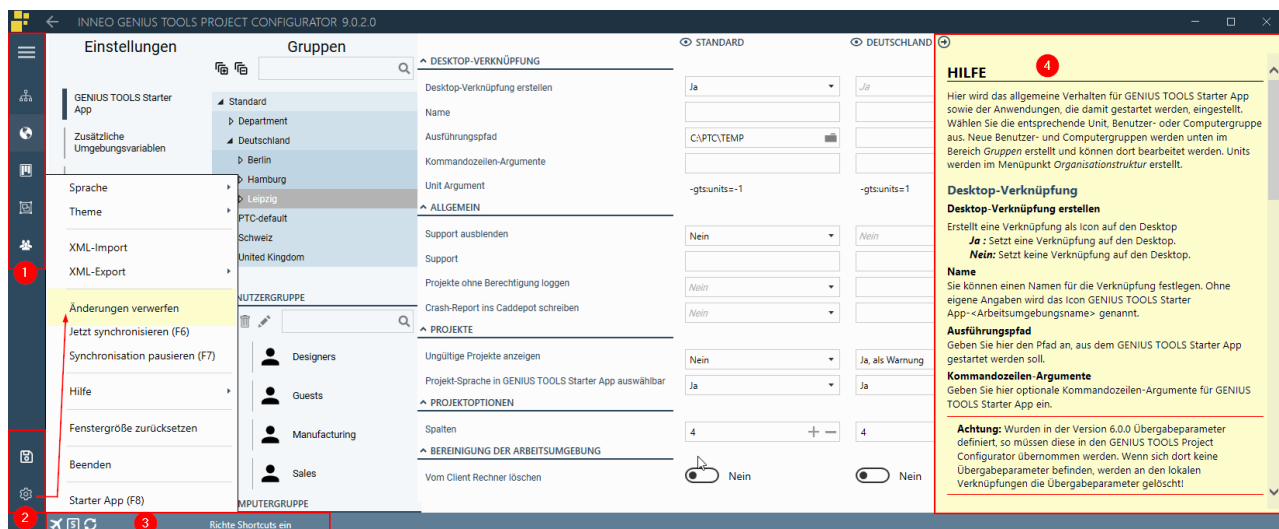 INNEO GENIUS TOOLS PROJECT CONFIGURATOR 9.0.2.0
Einstellungen
GENIUS TOOLS Starter
App
Zusätzliche
Umgebungsvariablen
Gruppen
Standard
Department
Deutschland
Berlin
Hamburg
Leipzig
PTC-default
Schweiz
United Kingdom
NUTZERGRUPPE
Designers
Guests
Manufacturing
Sales
MPUTERGRUPPE
1
Sprache
Theme
XML-Import
XML-Export
Änderungen verwerfen
Jetzt synchronisieren (F6)
Synchronisation pausieren (F7)
Hilfe
Fenstergröße zurücksetzen
Beenden
Starter App (F8)
2
S
3
Richte Shortcuts ein
STANDARD
DEUTSCHLAND
DESKTOP-VERKNÜPFUNG
Desktop-Verknüpfung erstellen Ja Ja
Name
Ausführungspfad C:\PTC\TEMP
Kommandozeilen-Argumente
Unit Argument -gts:units=-1 -gts:units=1
ALLGEMEIN
Support ausblenden Nein Nein
Support
Projekte ohne Berechtigung loggen Nein
Crash-Report ins Caddepot schreiben Nein
PROJEKTE
Ungültige Projekte anzeigen Nein Ja, als Warnung
Projekt-Sprache in GENIUS TOOLS Starter App auswählbar Ja Ja
PROJEKTOPTIONEN
Spalten 4 4
BEREINIGUNG DER ARBEITSUMGEBUNG
Vom Client Rechner löschen Nein Nein
4
HILFE
Hier wird das allgemeine Verhalten für GENIUS TOOLS Starter App
sowie der Anwendungen, die damit gestartet werden, eingestellt.
Wählen Sie die entsprechende Unit, Benutzer- oder Computergruppe
aus. Neue Benutzer- und Computergruppen werden unten im
Bereich Gruppen erstellt und können dort bearbeitet werden. Units
werden im Menüpunkt Organisationstruktur erstellt.
Desktop-Verknüpfung
Desktop-Verknüpfung erstellen
Erstellt eine Verknüpfung als Icon auf den Desktop
Ja : Setzt eine Verknüpfung auf den Desktop.
Nein: Setzt keine Verknüpfung auf den Desktop.
Name
Sie können einen Namen für die Verknüpfung festlegen. Ohne
eigene Angaben wird das Icon GENIUS TOOLS Starter
App-<Arbeitsumgebungsname> genannt.
Ausführungspfad
Geben Sie hier den Pfad an, aus dem GENIUS TOOLS Starter App
gestartet werden soll.
Kommandozeilen-Argumente
Geben Sie hier optionale Kommandozeilen-Argumente für GENIUS
TOOLS Starter App ein.
Achtung: Wurden in der Version 6.0.0 Übergabeparameter
definiert, so müssen diese in den GENIUS TOOLS Project
Configurator übernommen werden. Wenn sich dort keine
Übergabeparameter befinden, werden an den lokalen
Verknüpfungen die Übergabeparameter gelöscht!